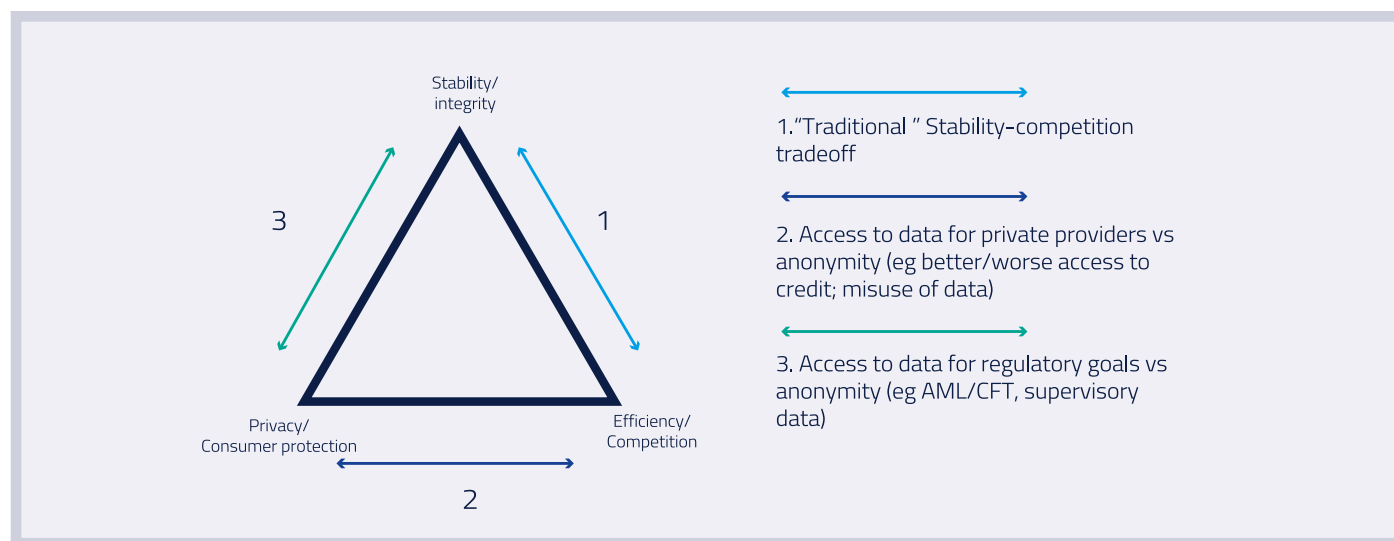 Stability/
integrity
3
1
Privacy/
Consumer protection
Efficiency/
Competition
2
1.“Traditional ” Stability-competition
tradeoff
2. Access to data for private providers vs
anonymity (eg better/worse access to
credit; misuse of data)
3. Access to data for regulatory goals vs
anonymity (eg AML/CFT, supervisory
data)